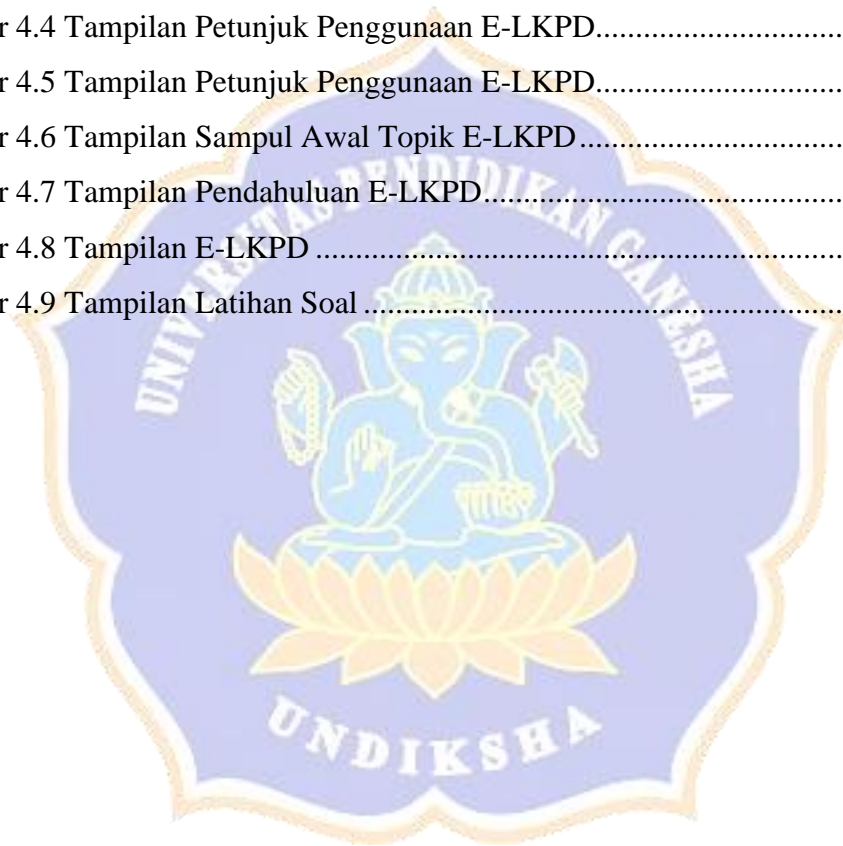 r 4.4 Tampilan Petunjuk Penggunaan E-LKPD..............................
r 4.5 Tampilan Petunjuk Penggunaan E-LKPD..............................
r 4.6 Tampilan Sampul Awal Topik E-LKPD................................
r 4.7 Tampilan Pendahuluan E-LKPD...........................................
r 4.8 Tampilan E-LKPD ...............................................................
r 4.9 Tampilan Latihan Soal .........................................................
UNIVERSITAS PENDIDIKAN GANESHA
UNDIKSHA